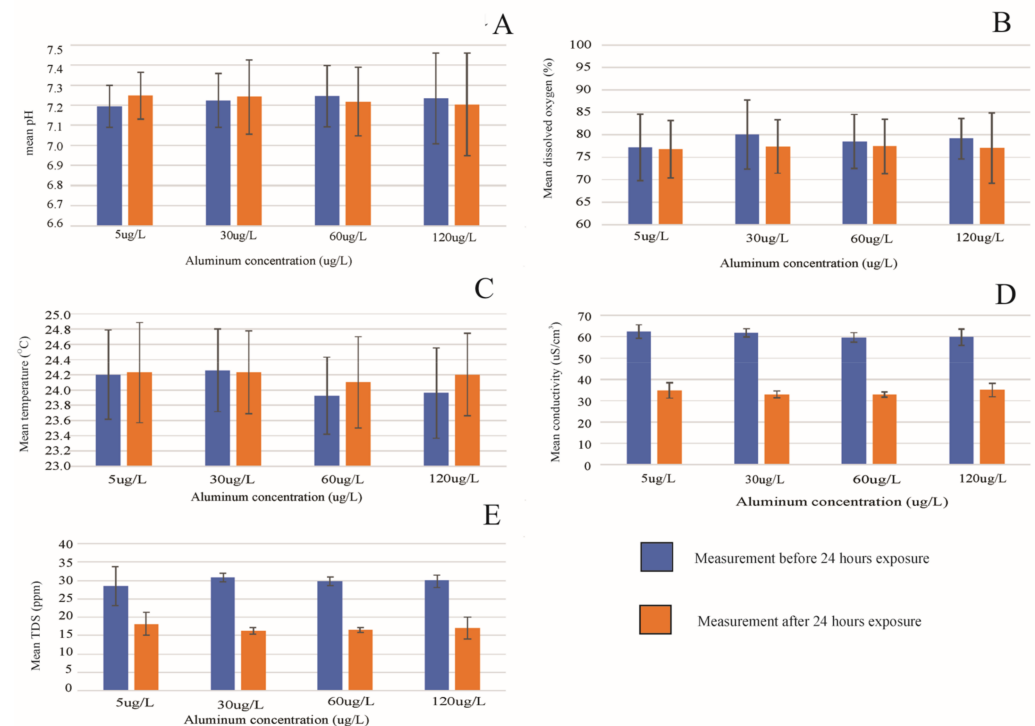 A
7.5
7.4
7.3
7.2
7.1
7.0
6.9
6.8
6.7
6.6
mean pH
5ug/L 30ug/L 60ug/L 120ug/L
Aluminum concentration (ug/L)
B
100
95
90
85
80
75
70
65
60
Mean dissolved oxygen (%)
5ug/L 30ug/L 60ug/L 120ug/L
Aluminum concentration (ug/L)
C
25.0
24.8
24.6
24.4
24.2
24.0
23.8
23.6
23.4
23.2
23.0
Mean temperature (°C)
5ug/L 30ug/L 60ug/L 120ug/L
Aluminum concentration (ug/L)
D
70
60
50
40
30
20
10
0
Mean conductivity (uS/cm³)
5ug/L 30ug/L 60ug/L 120ug/L
Aluminum concentration (ug/L)
E
40
35
30
25
20
15
10
5
0
Mean TDS (ppm)
5ug/L 30ug/L 60ug/L 120ug/L
Aluminum concentration (ug/L)
Measurement before 24 hours exposure
Measurement after 24 hours exposure